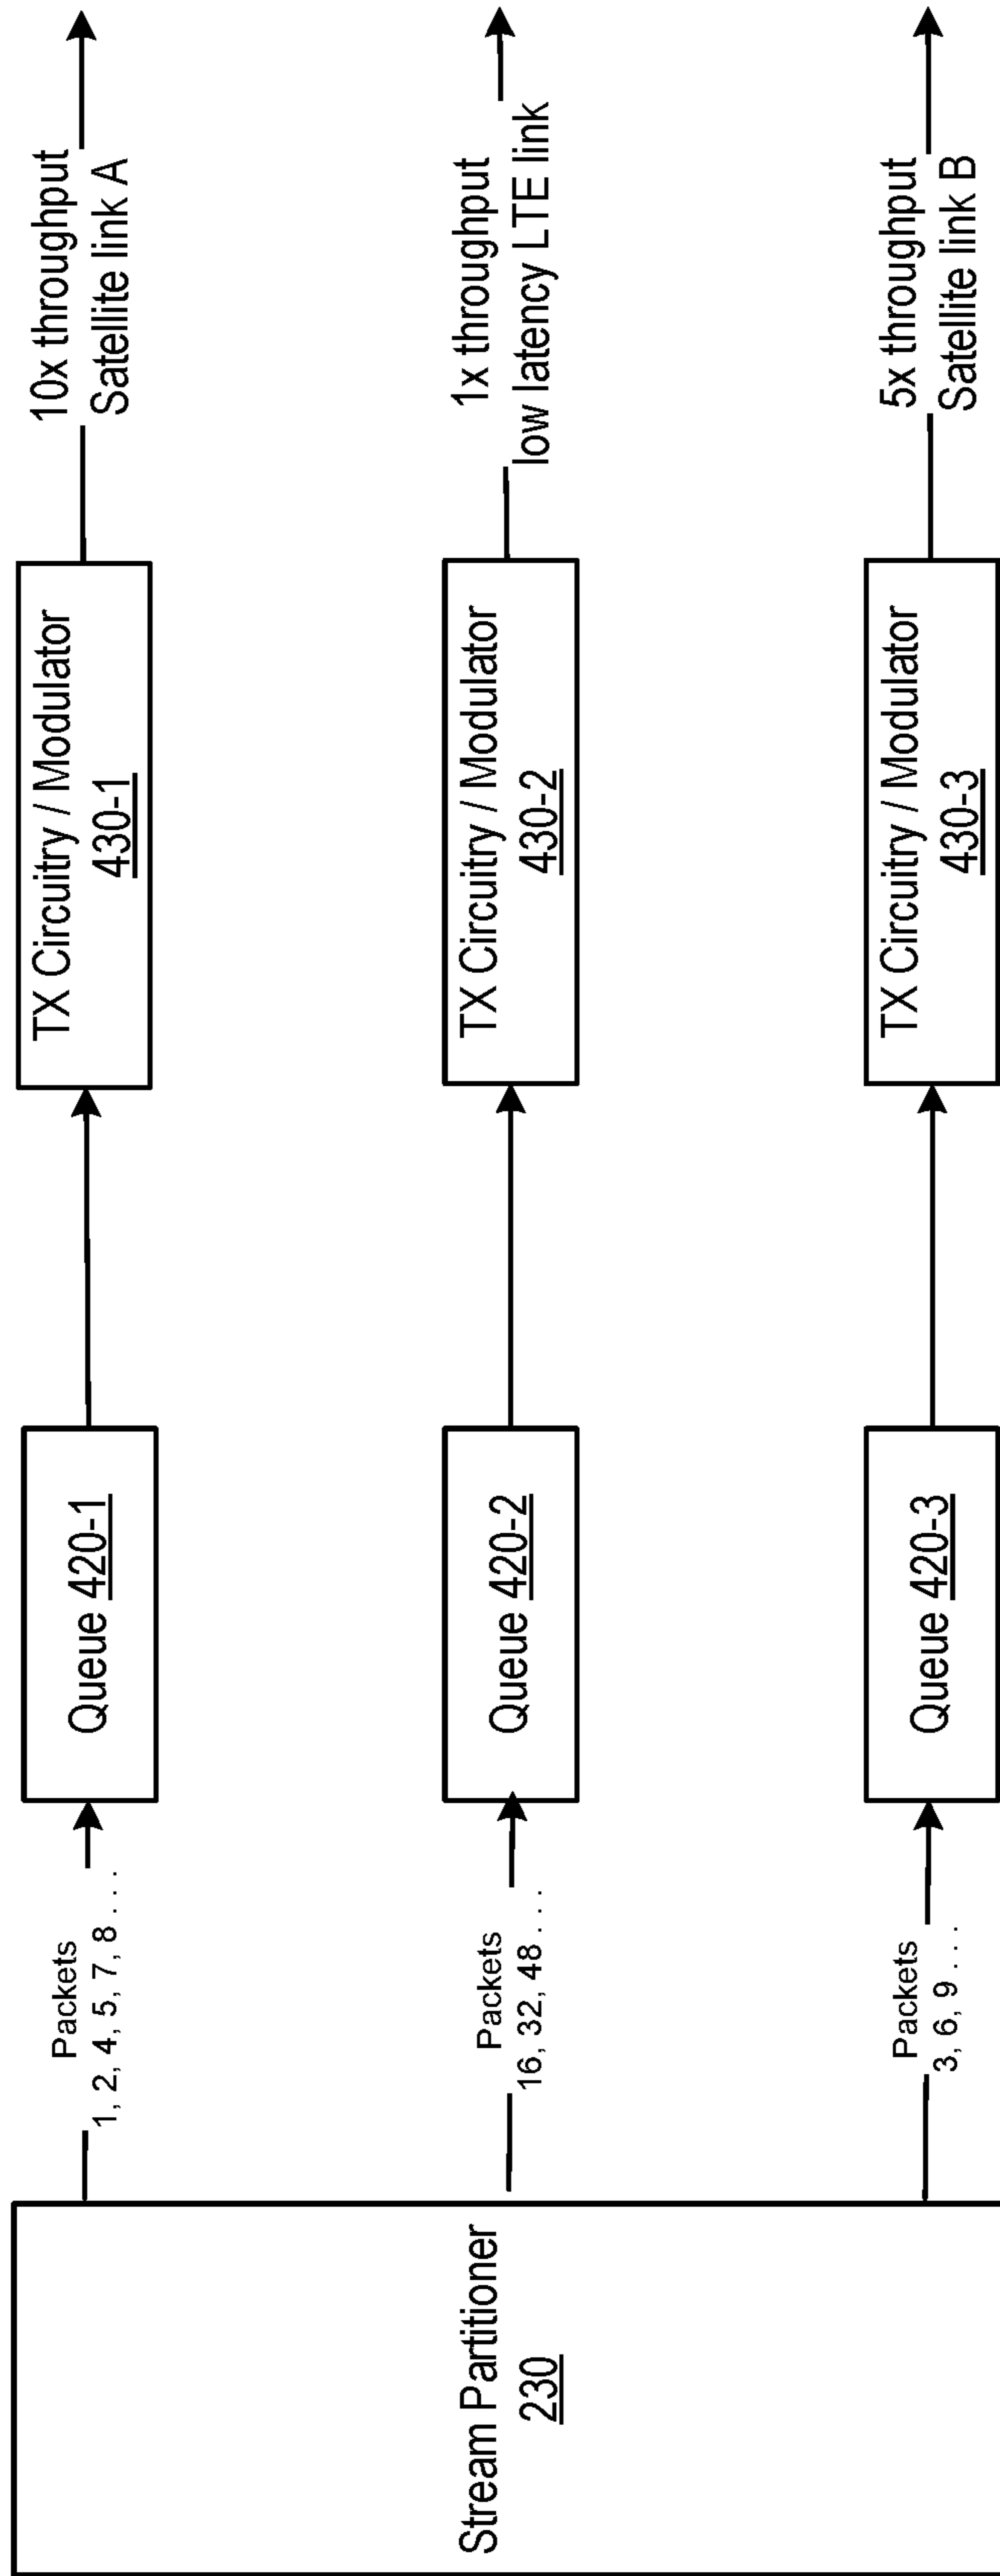 Stream Partitioner
230
Packets
1, 2, 4, 5, 7, 8 . . .
Queue 420-1
TX Circuitry / Modulator
430-1
10x throughput
Satellite link A
Packets
16, 32, 48 . . .
Queue 420-2
TX Circuitry / Modulator
430-2
1x throughput
low latency LTE link
Packets
3, 6, 9 . . .
Queue 420-3
TX Circuitry / Modulator
430-3
5x throughput
Satellite link B